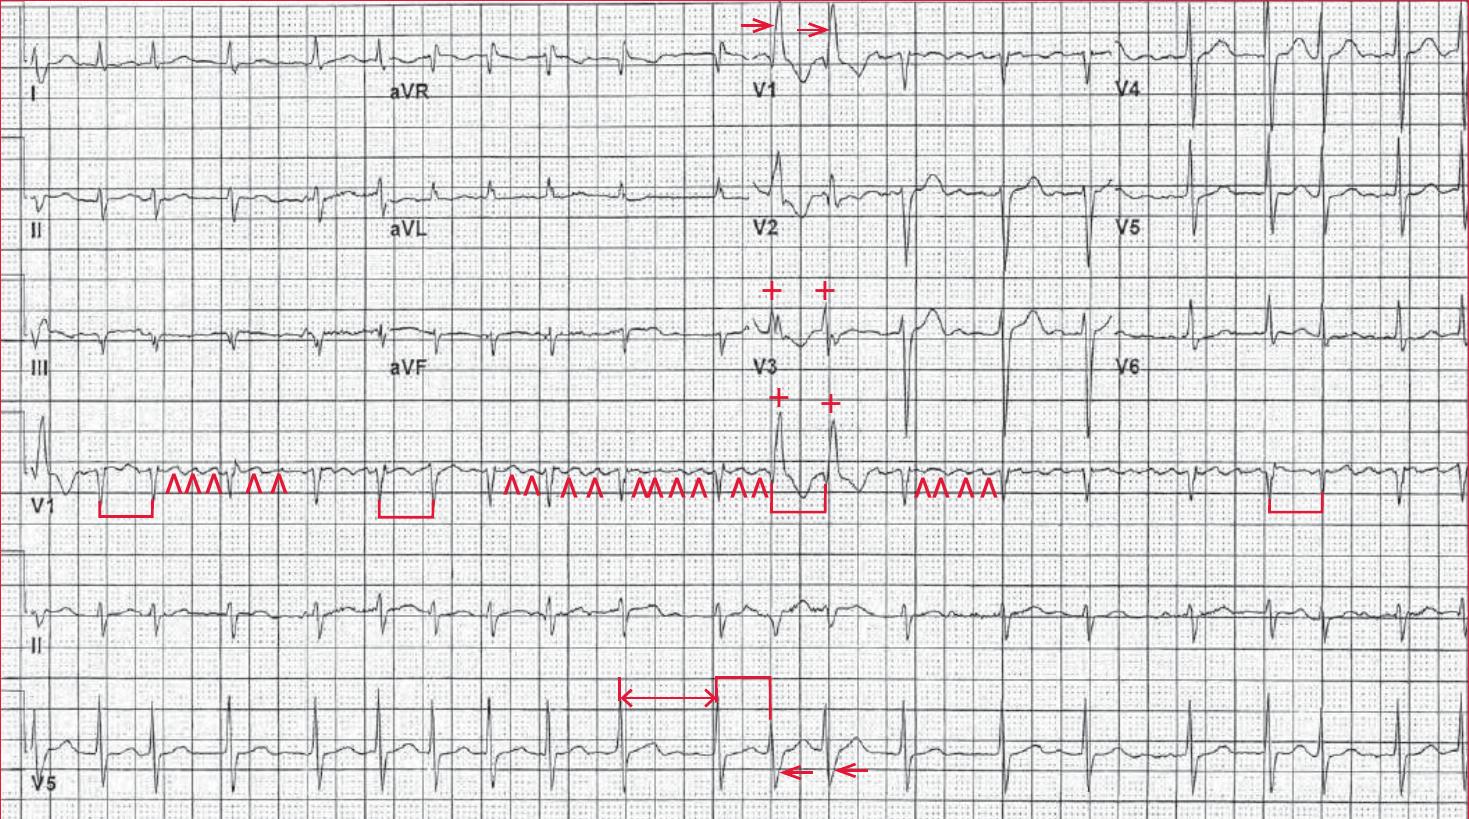 I aVR V1 V4
II aVL V2 V5
+ +
III aVF V3 V6
+ +
V1
II
V5